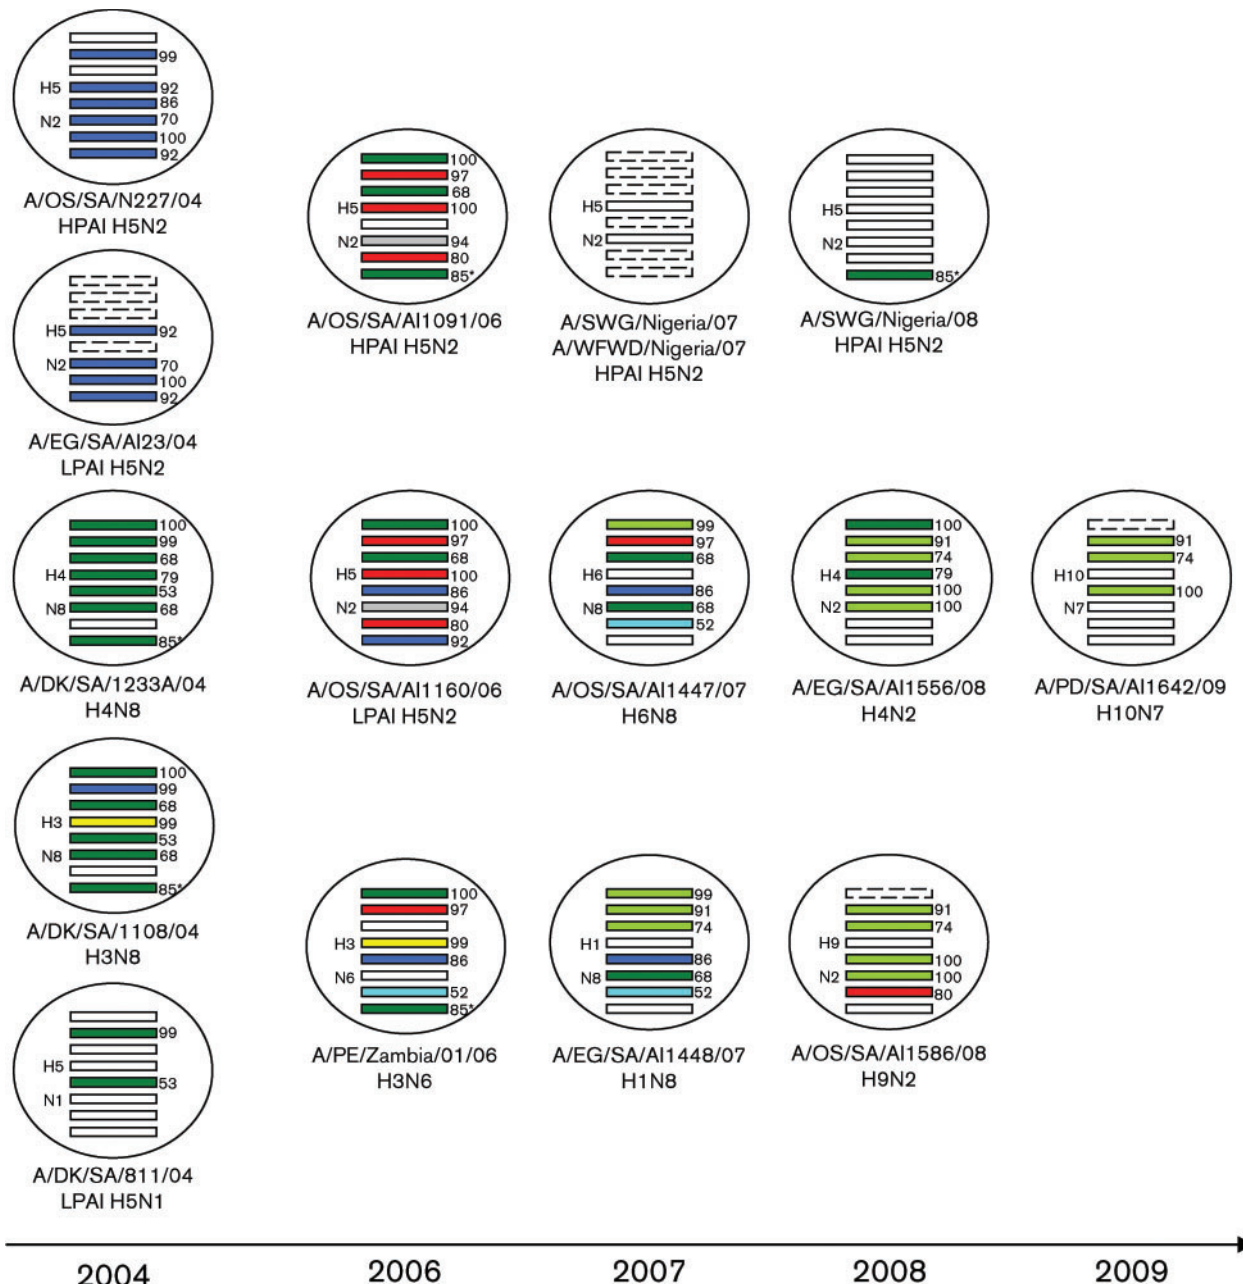 99
H5 92
86
N2 70
100
92
A/OS/SA/N227/04
HPAI H5N2
H5 92
N2 70
100
92
A/EG/SA/AI23/04
LPAI H5N2
100
99
68
H4 79
53
N8 68
85*
A/DK/SA/1233A/04
H4N8
100
99
68
H3 99
53
N8 68
85*
A/DK/SA/1108/04
H3N8
99
H5
53
N1
A/DK/SA/811/04
LPAI H5N1
100
97
68
H5 100
N2 94
80
85*
A/OS/SA/AI1091/06
HPAI H5N2
100
97
68
H5 100
86
N2 94
80
92
A/OS/SA/AI1160/06
LPAI H5N2
100
97
H3 99
86
N6
52
85*
A/PE/Zambia/01/06
H3N6
H5
N2
A/SWG/Nigeria/07
A/WFWD/Nigeria/07
HPAI H5N2
99
97
68
H6
86
N8 68
52
A/OS/SA/AI1447/07
H6N8
99
91
74
H1
86
N8 68
52
A/EG/SA/AI1448/07
H1N8
H5
N2
85*
A/SWG/Nigeria/08
HPAI H5N2
100
91
74
H4 79
100
N2 100
A/EG/SA/AI1556/08
H4N2
91
74
H9
100
N2 100
80
A/OS/SA/AI1586/08
H9N2
91
74
H10
100
N7
A/PD/SA/AI1642/09
H10N7
2004 2006 2007 2008 2009